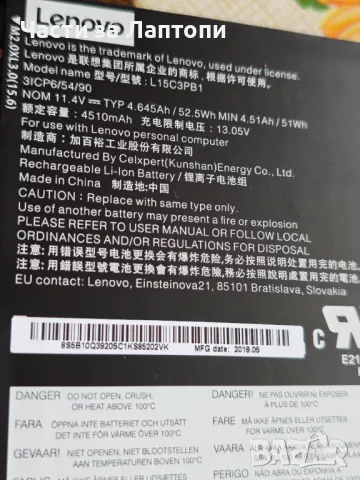 Части за Лаптопи
Lenovo
YM2.0XL3.0(15.6)
Lenovo is the trademark of Lenovo, used under license.
Lenovo 是联想集团所属企业的商标，根据许可而使用。
Model name 型号/型號: L15C3PB1
3ICP6/54/90
NOM 11.4V⎓ TYP 4.645Ah / 52.5Wh MIN 4.51Ah / 51Wh
额定容量: 4510mAh 充电限制电压: 13.05V
For use with Lenovo personal computer
制造商: 加百裕工业股份有限公司
Manufactured By Celxpert(Kunshan)Energy Co., Ltd.
Rechargeable Li-Ion Battery / 锂离子电池组
Made in China 制造地:中国
CAUTION: Replace with same type only.
Use of another battery may present a fire or explosion
PLEASE REFER TO USER MANUAL OR FOLLOW LOCAL
ORDINANCES AND/OR REGULATIONS FOR DISPOSAL
注意: 用错误型号电池更换会有爆炸危险,务必按照说明处置用完的电池
注意: 用錯誤型號電池更換會有爆炸危險,務必按照說明處置用完的電池
EU contact: Lenovo, Einsteinova21, 85101 Bratislava, Slovakia
8S5B10Q39205C1KS85202VK
MFG date: 2018.05
c
E21
DANGER DO NOT OPEN, CRUSH,
OR HEAT ABOVE 100°C
FARA ÖPPNA INTE BATTERIET OCH UTSÄTT
DET INTE FÖR VÄRME ÖVER 100°C
GEVAAR! NIET OPENEN, NIET BLOOTSTELLEN
AAN TEMPERATUREN BOVEN 100°C
DANGER! NE PAS OUVRIR NI EXPOSER
À PLUS DE 100°C
FARE MÅ IKKE ÅPNES ELLER UTSETTES
VAARA
PERIGO